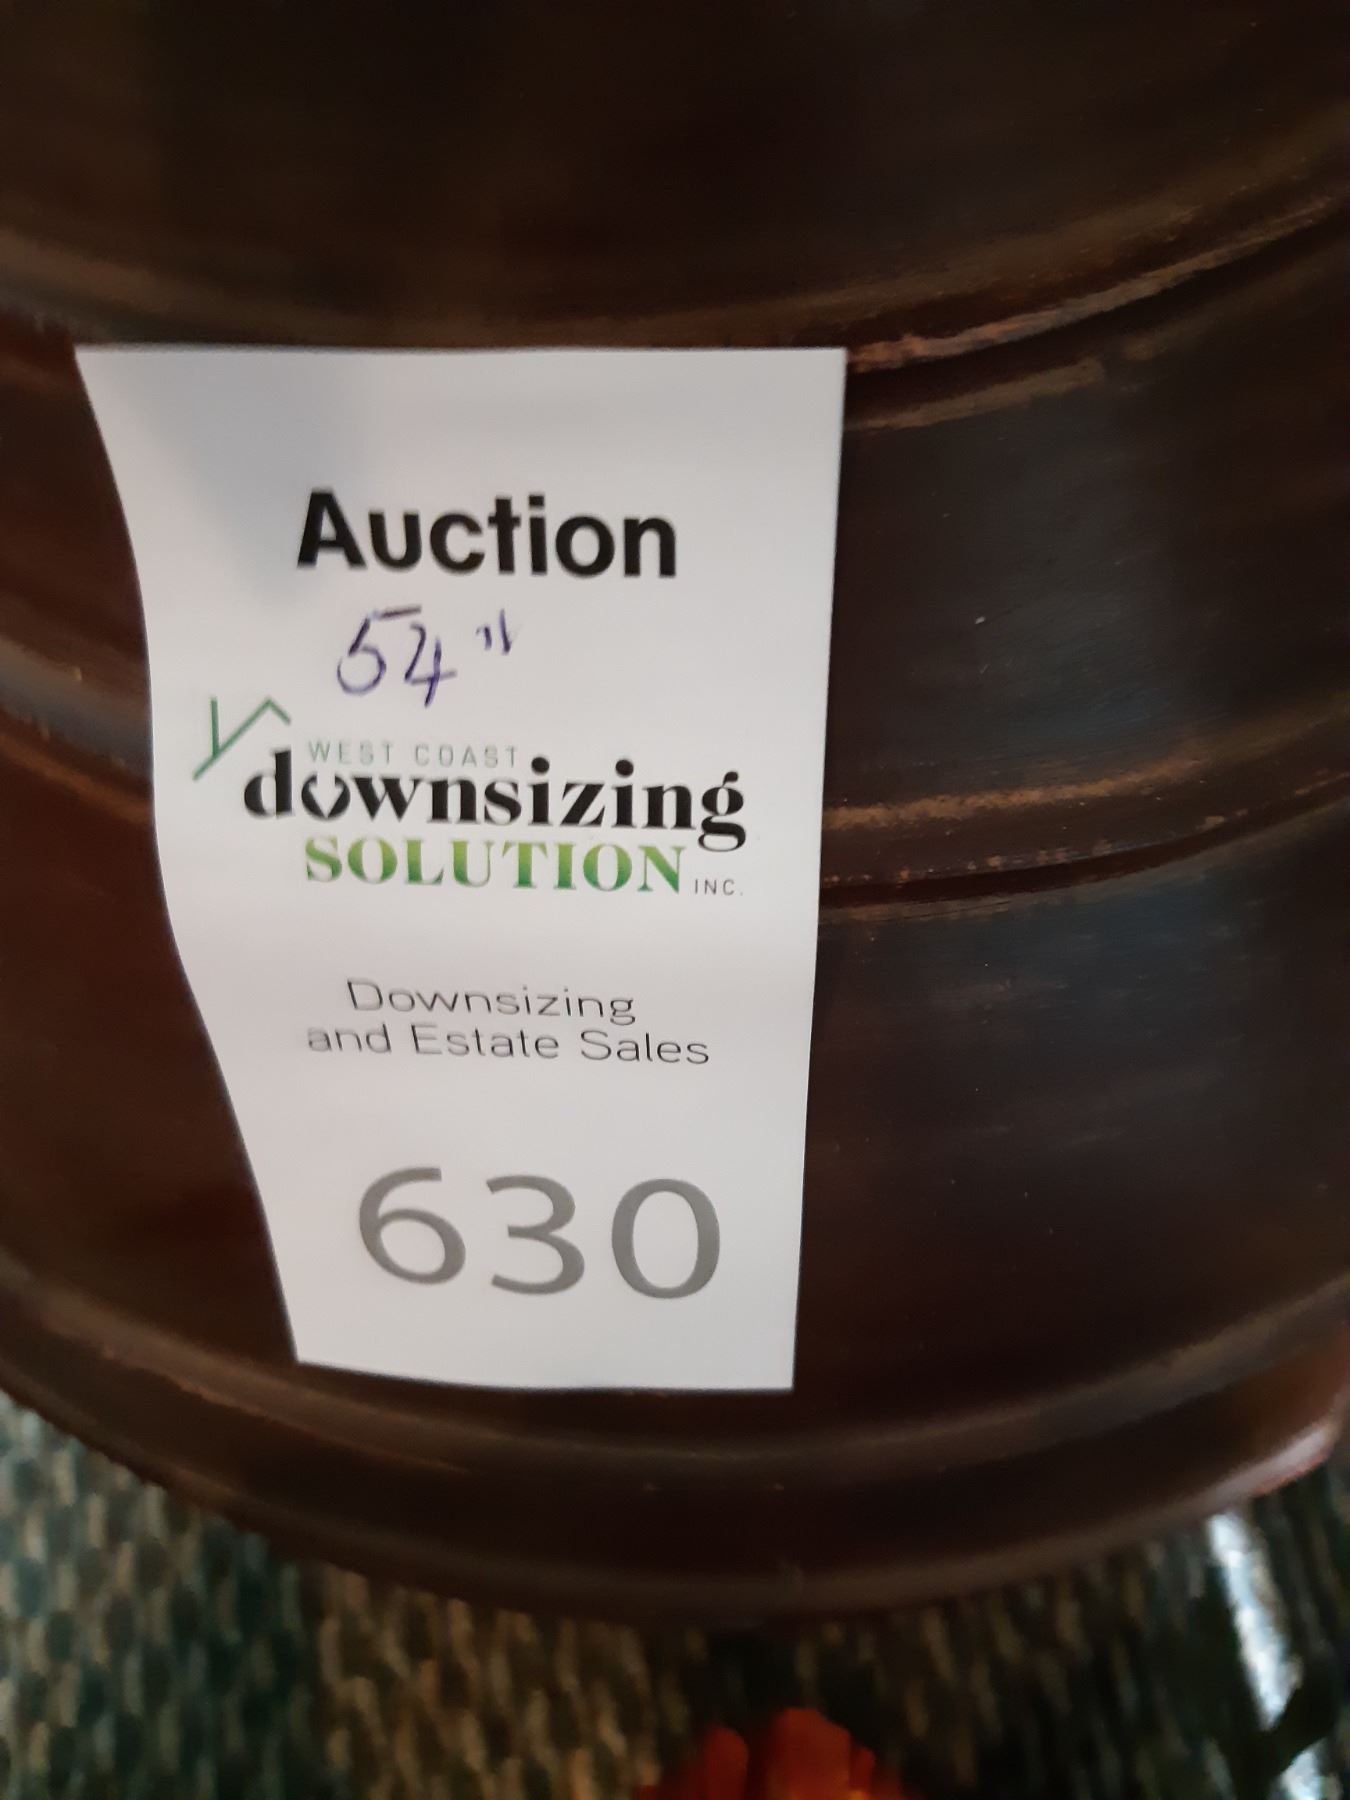 Auction
54"
WEST COAST
downsizing
SOLUTION INC.
Downsizing
and Estate Sales
630